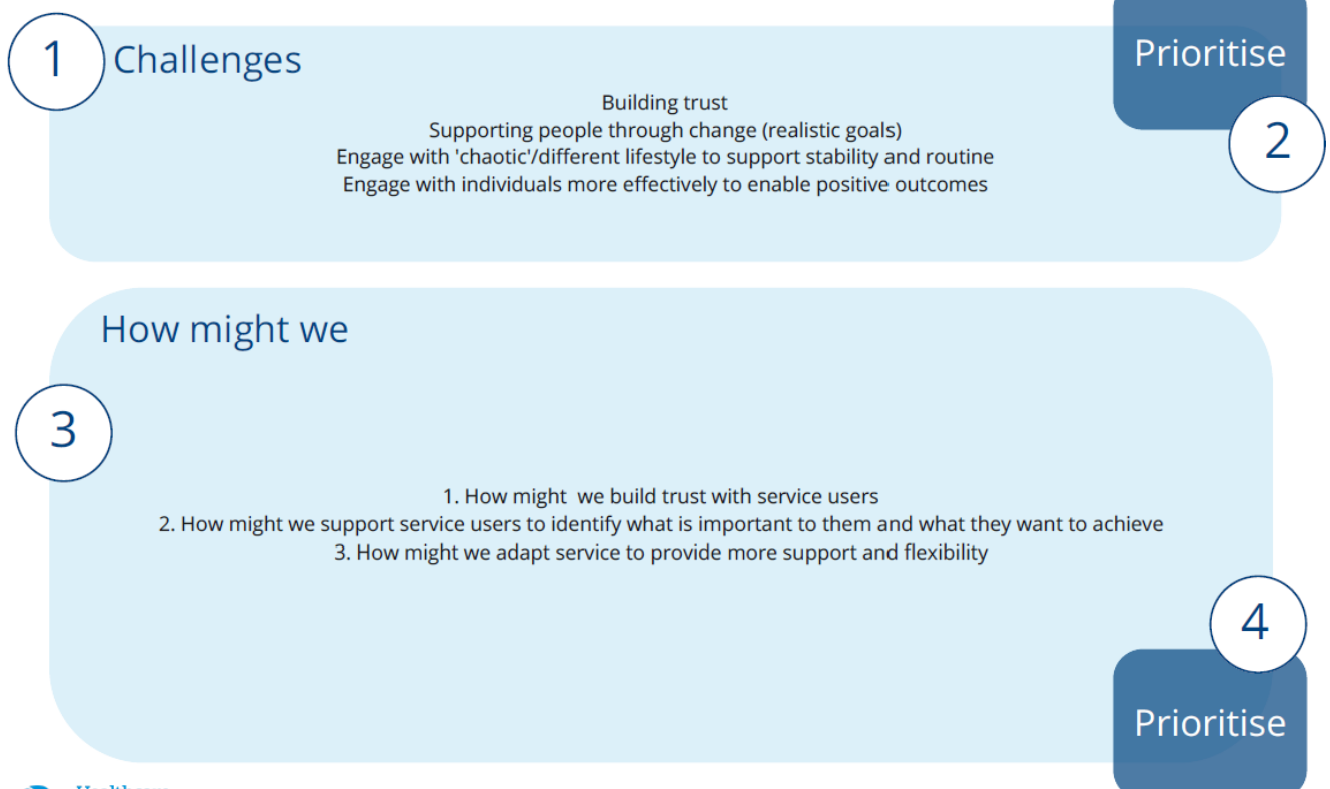 1
Challenges
Prioritise
2
Building trust
Supporting people through change (realistic goals)
Engage with 'chaotic'/different lifestyle to support stability and routine
Engage with individuals more effectively to enable positive outcomes
How might we
3
1. How might  we build trust with service users
2. How might we support service users to identify what is important to them and what they want to achieve
3. How might we adapt service to provide more support and flexibility
4
Prioritise